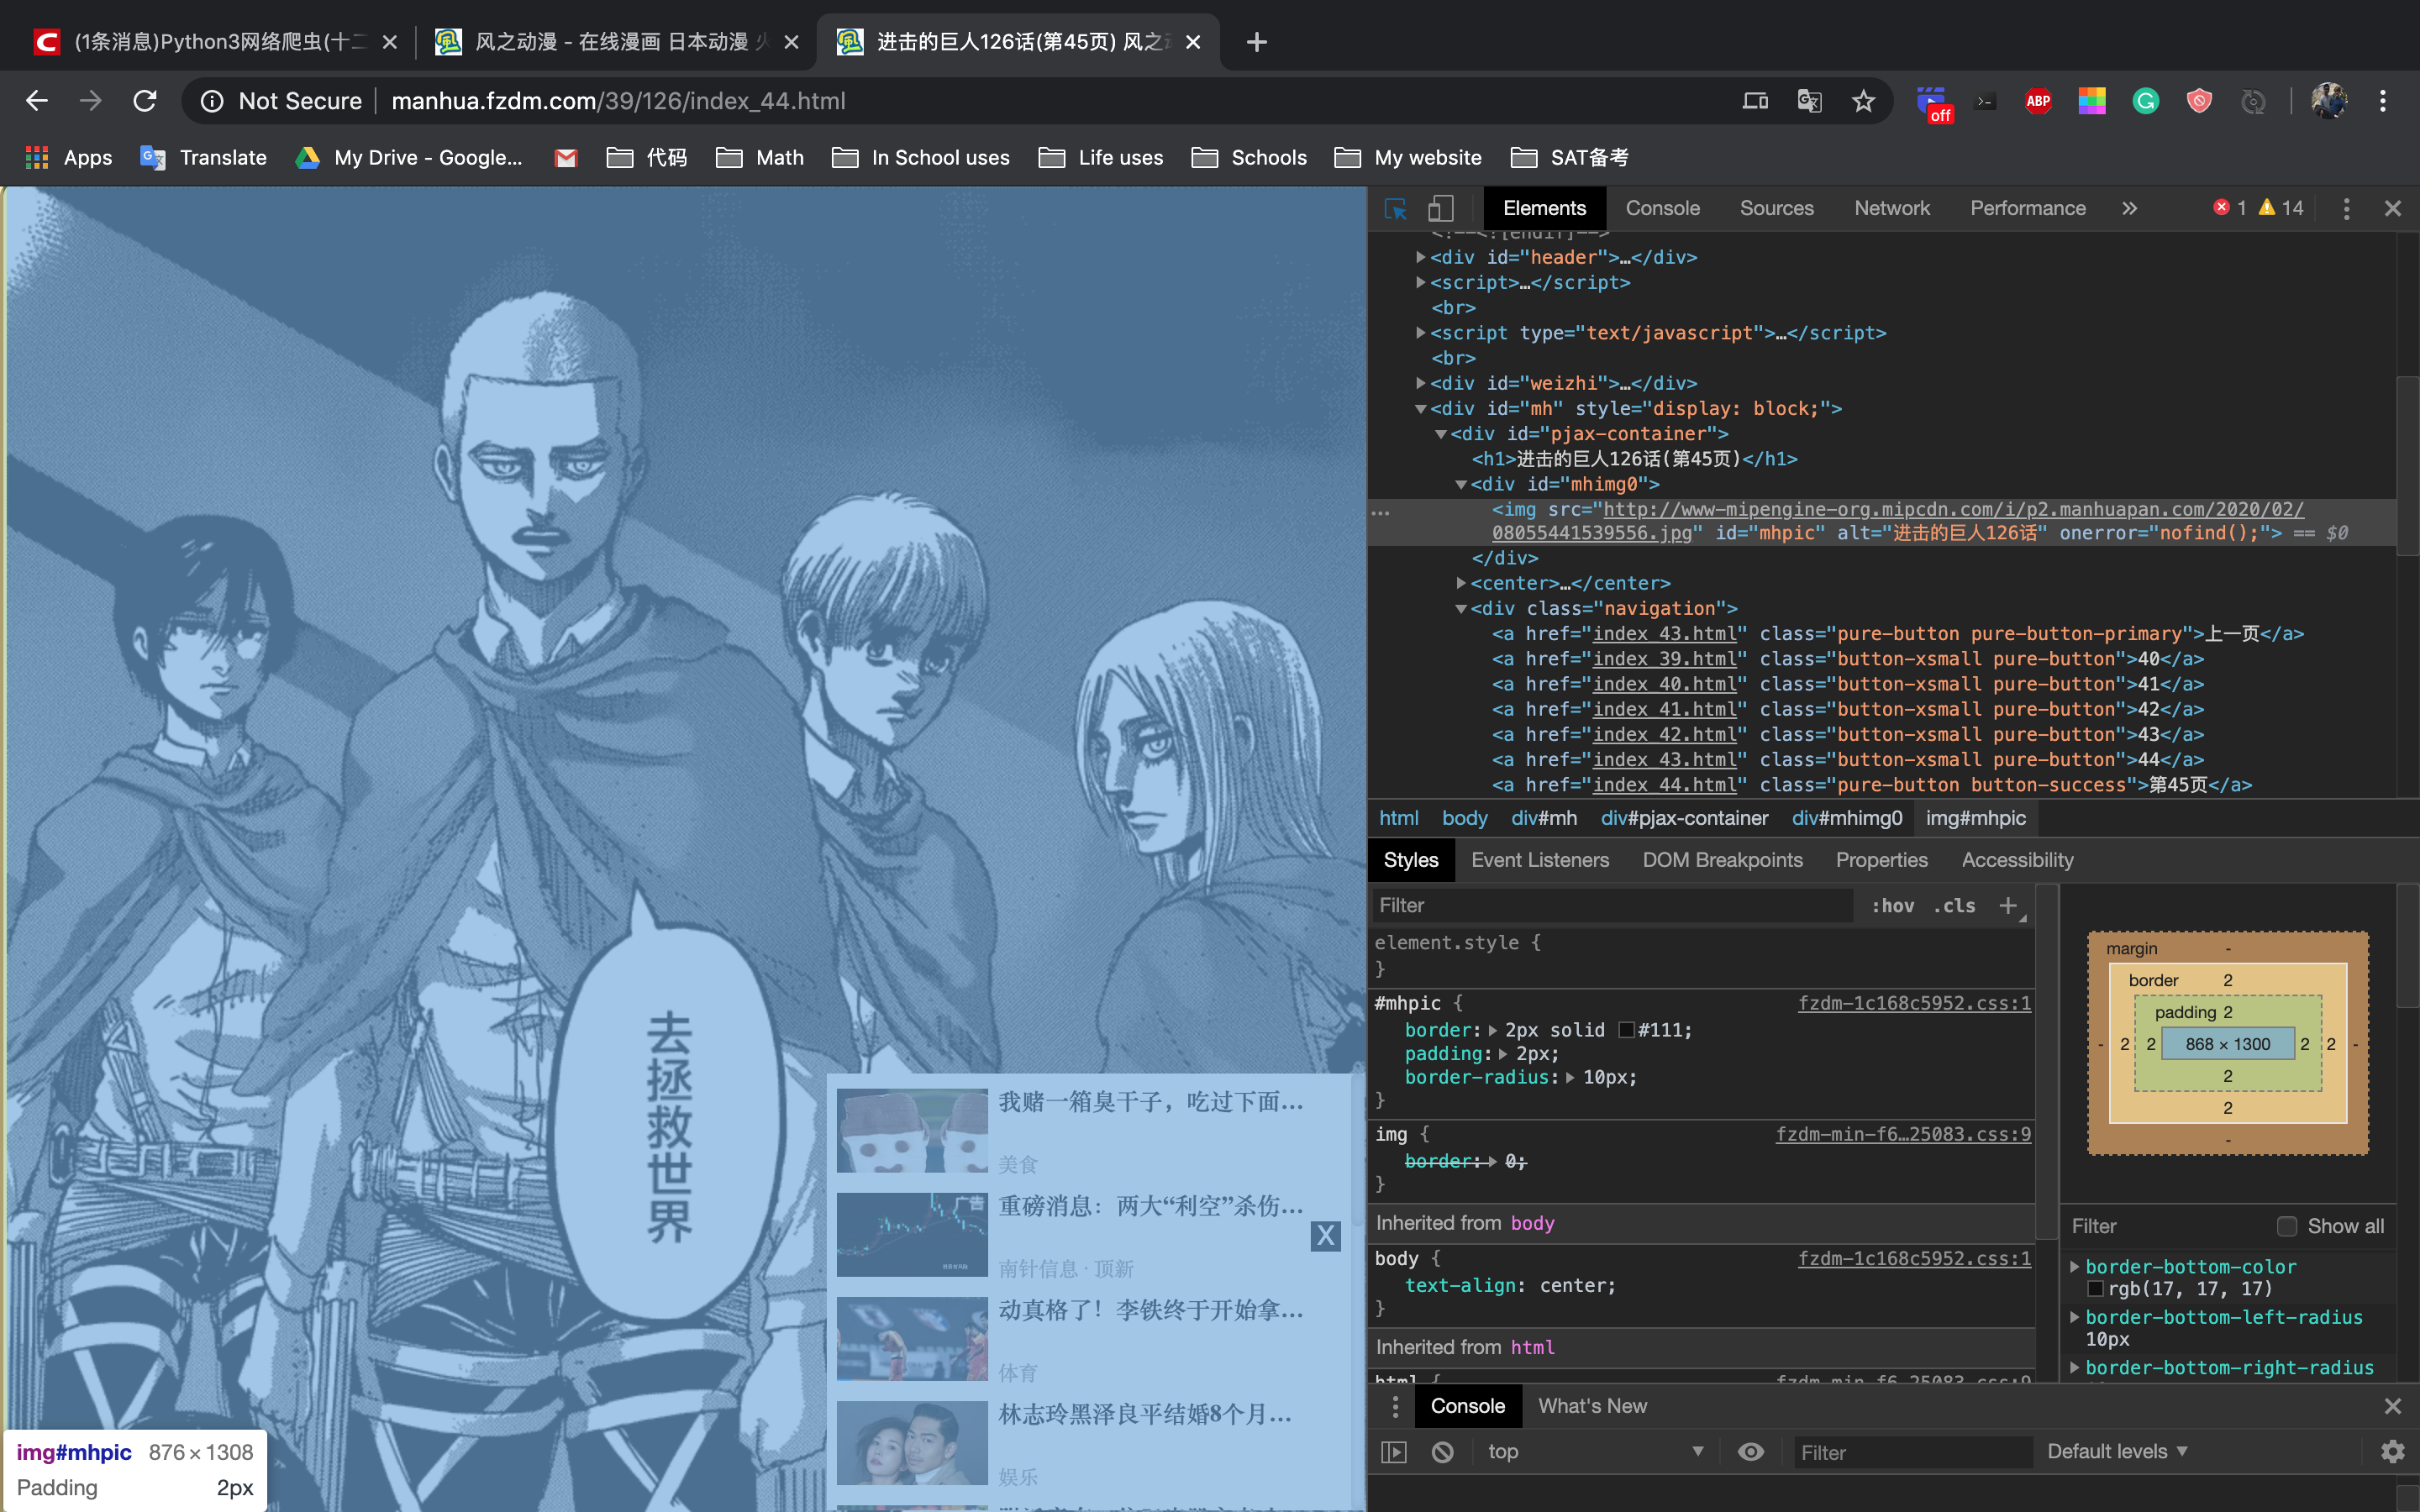 (1条消息)Python3网络爬虫(十二
风之动漫 - 在线漫画 日本动漫
进击的巨人126话(第45页) 风之
Not Secure
manhua.fzdm.com/39/126/index_44.html
off
ABP
Apps
Translate
My Drive - Google...
代码
Math
In School uses
Life uses
Schools
My website
SAT备考
去拯救世界
我赌一箱臭干子，吃过下面...
美食
广告
重磅消息：两大“利空”杀伤...
南针信息 · 顶新
X
动真格了！李铁终于开始拿...
体育
林志玲黑泽良平结婚8个月...
娱乐
img#mhpic 876 × 1308
Padding 2px
Elements
Console
Sources
Network
Performance
»
1
14
<!--<![endif]-->
<div id="header">…</div>
<script>…</script>
<br>
<script type="text/javascript">…</script>
<br>
<div id="weizhi">…</div>
<div id="mh" style="display: block;">
<div id="pjax-container">
<h1>进击的巨人126话(第45页)</h1>
<div id="mhimg0">
<img src="http://www-mipengine-org.mipcdn.com/i/p2.manhuapan.com/2020/02/
08055441539556.jpg" id="mhpic" alt="进击的巨人126话" onerror="nofind();"> == $0
</div>
<center>…</center>
<div class="navigation">
<a href="index_43.html" class="pure-button pure-button-primary">上一页</a>
<a href="index_39.html" class="button-xsmall pure-button">40</a>
<a href="index_40.html" class="button-xsmall pure-button">41</a>
<a href="index_41.html" class="button-xsmall pure-button">42</a>
<a href="index_42.html" class="button-xsmall pure-button">43</a>
<a href="index_43.html" class="button-xsmall pure-button">44</a>
<a href="index_44.html" class="pure-button button-success">第45页</a>
html body div#mh div#pjax-container div#mhimg0 img#mhpic
Styles
Event Listeners
DOM Breakpoints
Properties
Accessibility
Filter
:hov .cls +
element.style {
}
#mhpic { fzdm-1c168c5952.css:1
border: 2px solid #111;
padding: 2px;
border-radius: 10px;
}
img { fzdm-min-f6…25083.css:9
border: 0;
}
Inherited from body
body { fzdm-1c168c5952.css:1
text-align: center;
}
Inherited from html
html { fzdm-min-f6…25083.css:9
margin -
border 2
padding 2
- 2 2 868 × 1300 2 2 -
2
2
-
Filter
Show all
border-bottom-color
rgb(17, 17, 17)
border-bottom-left-radius
10px
border-bottom-right-radius
Console
What's New
top
Filter
Default levels